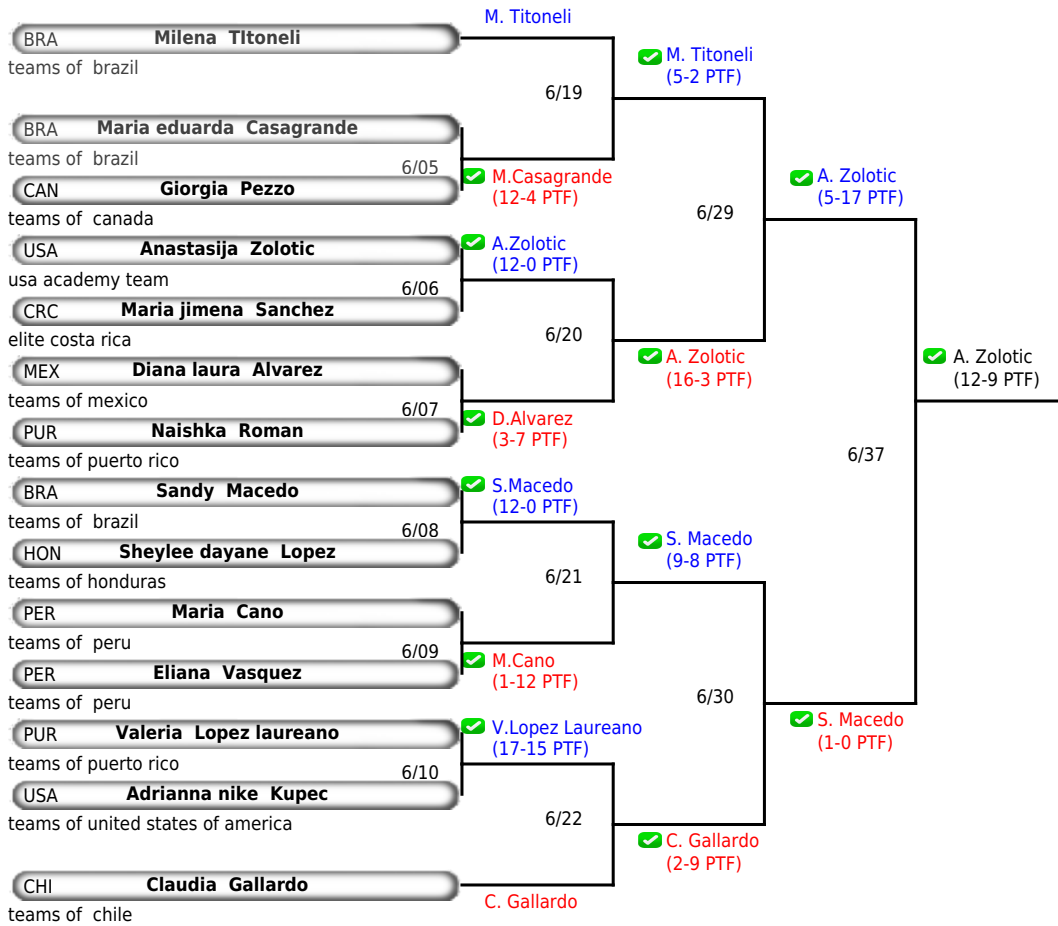 M. Titoneli
BRA Milena TItoneli
teams of brazil
M. Titoneli
(5-2 PTF)
6/19
BRA Maria eduarda Casagrande
teams of brazil
6/05
M.Casagrande
(12-4 PTF)
CAN Giorgia Pezzo
teams of canada
A. Zolotic
(5-17 PTF)
6/29
USA Anastasija Zolotic
usa academy team
A.Zolotic
(12-0 PTF)
6/06
CRC Maria jimena Sanchez
elite costa rica
6/20
MEX Diana laura Alvarez
teams of mexico
A. Zolotic
(16-3 PTF)
A. Zolotic
(12-9 PTF)
6/07
D.Alvarez
(3-7 PTF)
PUR Naishka Roman
teams of puerto rico
6/37
BRA Sandy Macedo
teams of brazil
S.Macedo
(12-0 PTF)
6/08
HON Sheylee dayane Lopez
teams of honduras
S. Macedo
(9-8 PTF)
6/21
PER Maria Cano
teams of peru
6/09
M.Cano
(1-12 PTF)
PER Eliana Vasquez
teams of peru
6/30
PUR Valeria Lopez laureano
teams of puerto rico
V.Lopez Laureano
(17-15 PTF)
S. Macedo
(1-0 PTF)
6/10
USA Adrianna nike Kupec
teams of united states of america
6/22
C. Gallardo
(2-9 PTF)
CHI Claudia Gallardo
teams of chile
C. Gallardo